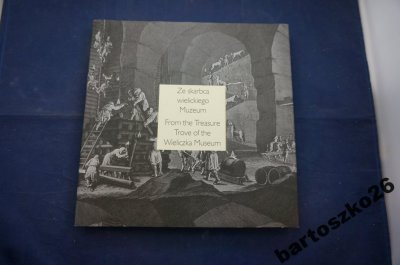 Ze skarbca
wielickiego
Muzeum
From the Treasure
Trove of the
Wieliczka Museum
bartoszko26